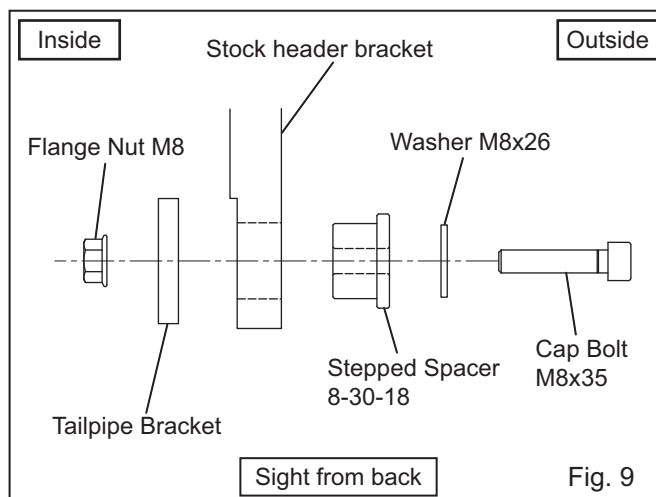 Inside
Outside
Stock header bracket
Flange Nut M8
Washer M8x26
Stepped Spacer
8-30-18
Cap Bolt
M8x35
Tailpipe Bracket
Sight from back
Fig. 9